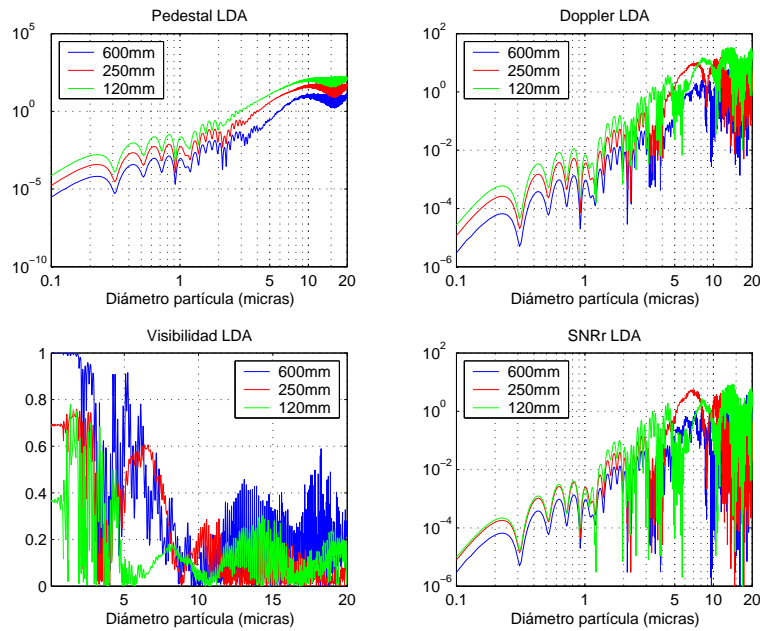 Pedestal LDA
10^5
10^0
10^−5
10^−10
600mm
250mm
120mm
0.1
1
10
20
Diámetro partícula (micras)
Doppler LDA
10^2
10^0
10^−2
10^−4
10^−6
600mm
250mm
120mm
0.1
1
5
10
20
Diámetro partícula (micras)
Visibilidad LDA
1
0.8
0.6
0.4
0.2
0
600mm
250mm
120mm
5
10
15
20
Diámetro partícula (micras)
SNRr LDA
10^2
10^0
10^−2
10^−4
10^−6
600mm
250mm
120mm
0.1
1
5
10
20
Diámetro partícula (micras)